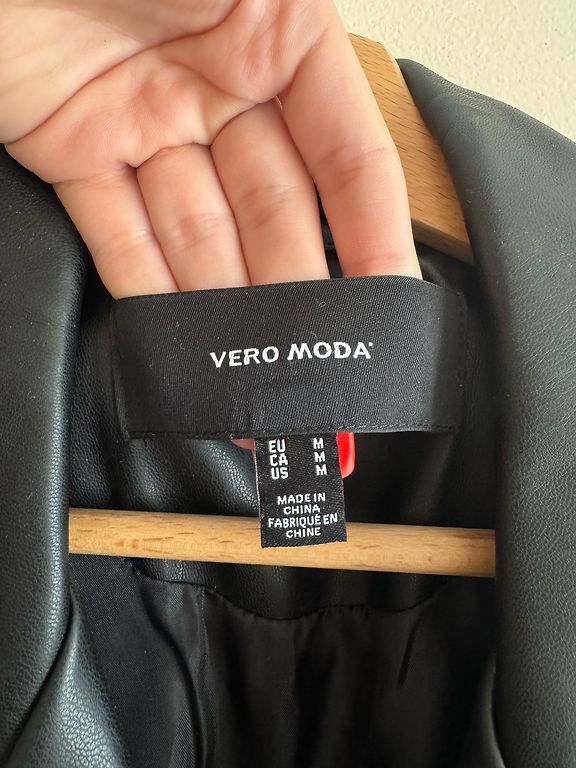 VERO MODA
EU M
CA M
US M
MADE IN
CHINA
FABRIQUÉ EN
CHINE